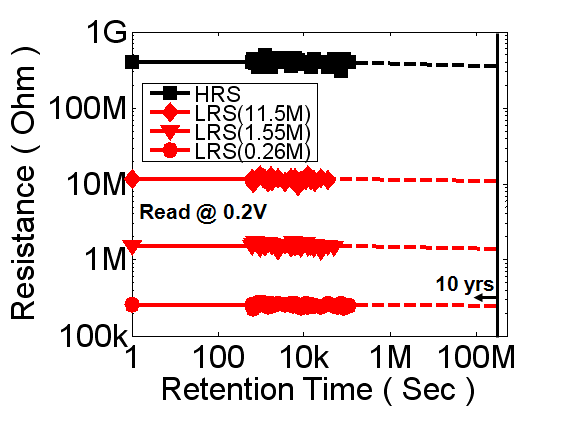 1G
100M
10M
1M
100k
Resistance ( Ohm )
HRS
LRS(11.5M)
LRS(1.55M)
LRS(0.26M)
Read @ 0.2V
10 yrs
1 100 10k 1M 100M
Retention Time ( Sec )